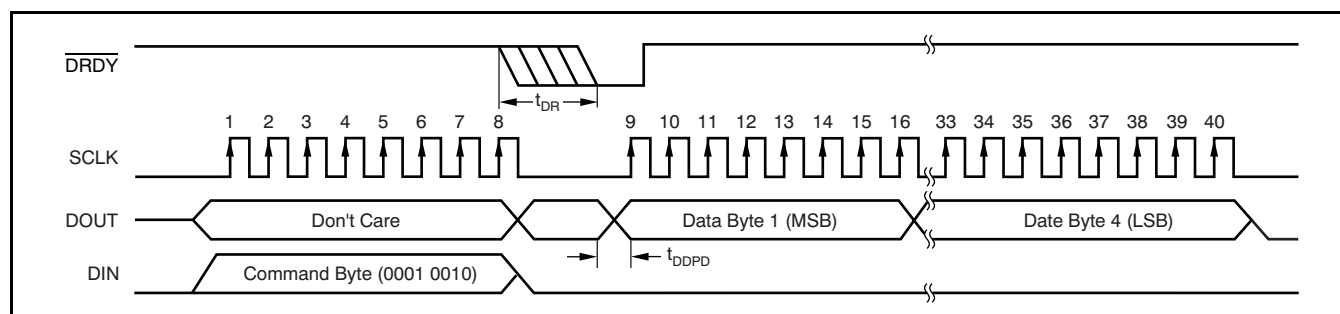 DRDY
tDR
1 2 3 4 5 6 7 8 9 10 11 12 13 14 15 16 33 34 35 36 37 38 39 40
SCLK
DOUT Don't Care Data Byte 1 (MSB) Date Byte 4 (LSB)
tDDPD
DIN Command Byte (0001 0010)